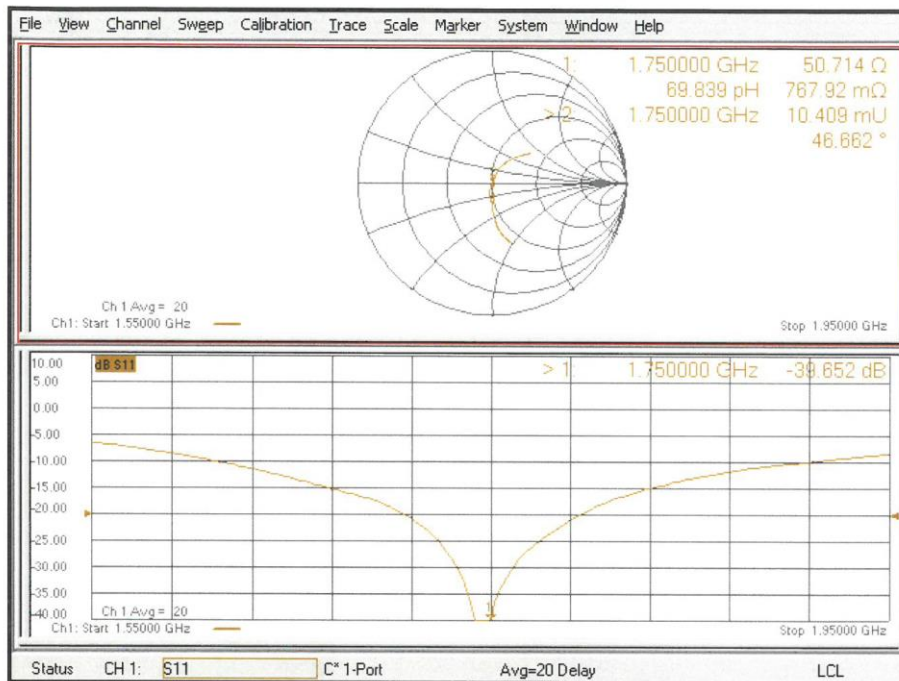 File View Channel Sweep Calibration Trace Scale Marker System Window Help
1: 1.750000 GHz 50.714 Ω
69.839 pH 767.92 mΩ
> 2 1.750000 GHz 10.409 mU
46.662 °
Ch 1 Avg = 20
Ch1: Start 1.55000 GHz
Stop 1.95000 GHz
10.00
dB S11
> 1: 1.750000 GHz -39.652 dB
5.00
0.00
-5.00
-10.00
-15.00
-20.00
-25.00
-30.00
-35.00
-40.00
1
Ch 1 Avg = 20
Ch1: Start 1.55000 GHz
Stop 1.95000 GHz
Status CH 1: S11 C* 1-Port Avg=20 Delay LCL